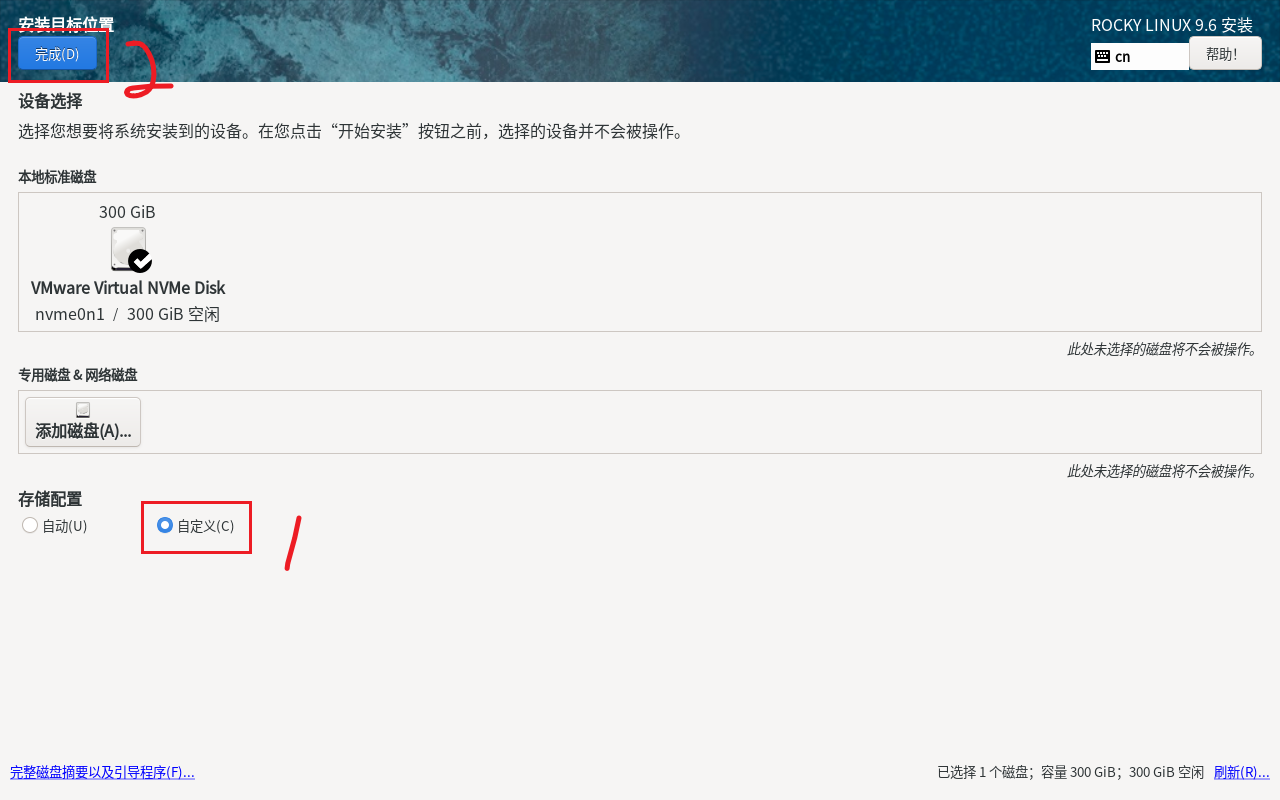 安装目标位置
ROCKY LINUX 9.6 安装
完成(D)
2
cn
帮助！
设备选择
选择您想要将系统安装到的设备。在您点击“开始安装”按钮之前，选择的设备并不会被操作。
本地标准磁盘
300 GiB
VMware Virtual NVMe Disk
nvme0n1 / 300 GiB 空闲
此处未选择的磁盘将不会被操作。
专用磁盘 & 网络磁盘
添加磁盘(A)...
此处未选择的磁盘将不会被操作。
存储配置
自动(U)
自定义(C)
1
完整磁盘摘要以及引导程序(F)...
已选择 1 个磁盘；容量 300 GiB；300 GiB 空闲 刷新(R)...